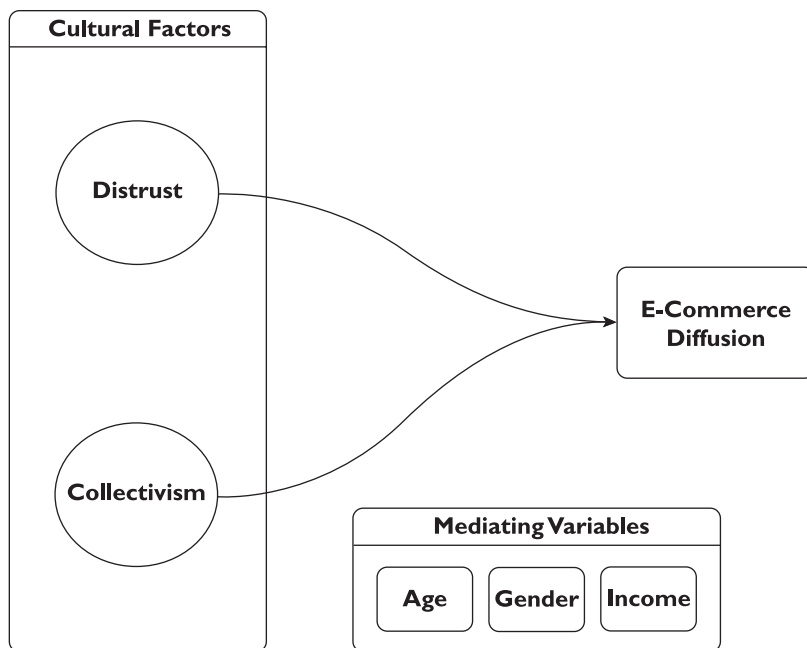 Cultural Factors
Distrust
E-Commerce
Diffusion
Collectivism
Mediating Variables
Age
Gender
Income